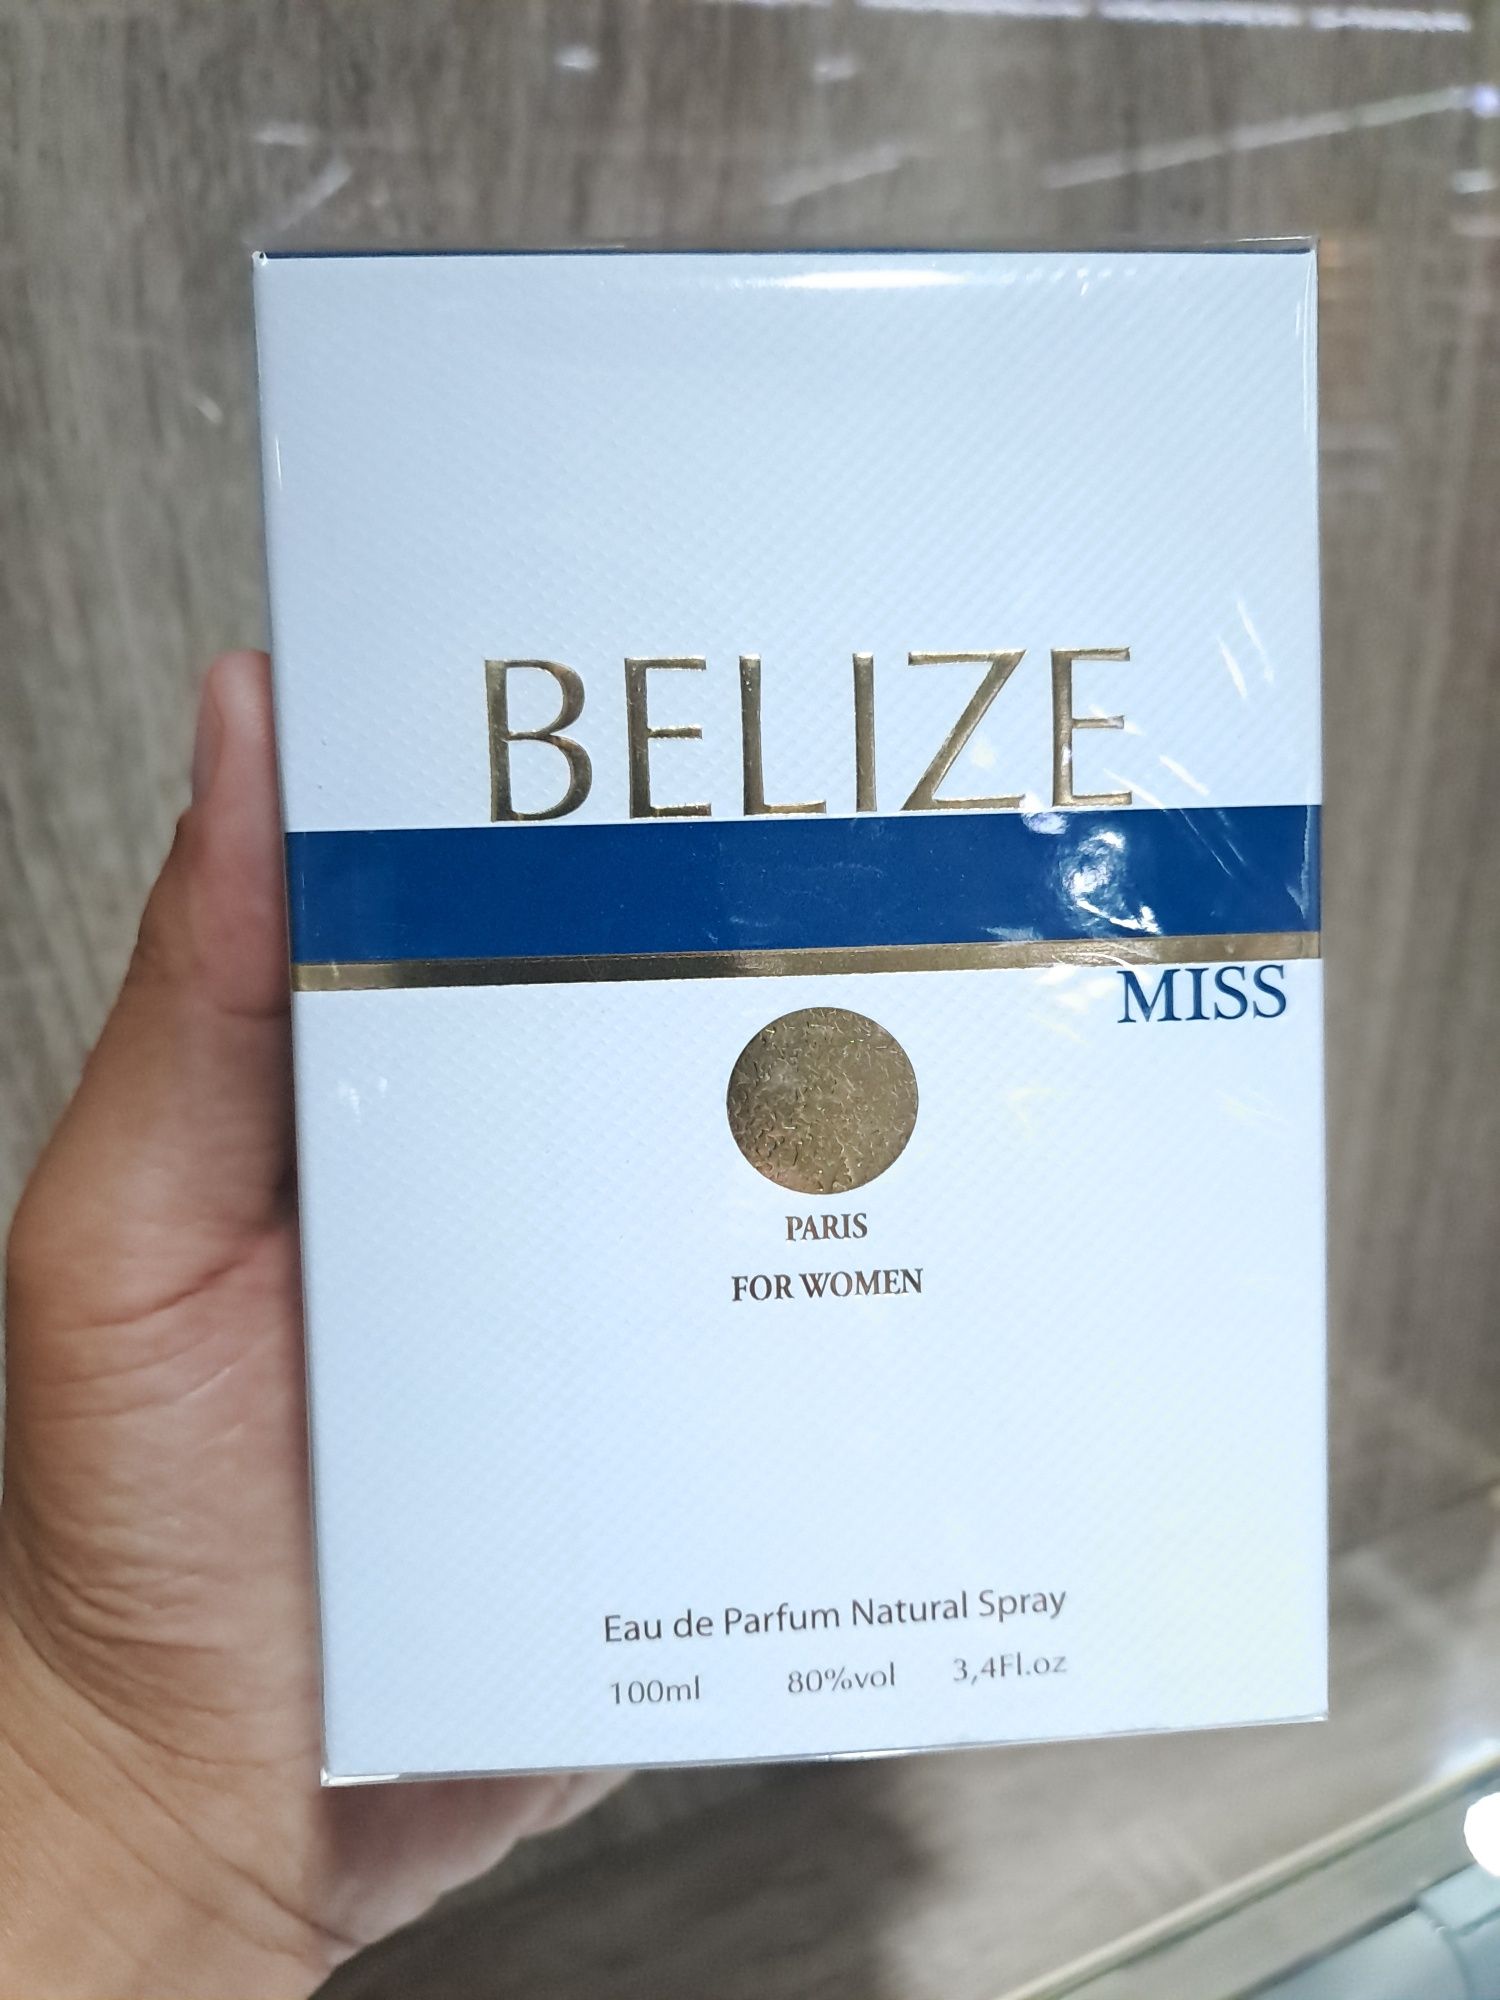 BELIZE
MISS
PARIS
FOR WOMEN
Eau de Parfum Natural Spray
100ml 80%vol 3,4Fl.oz